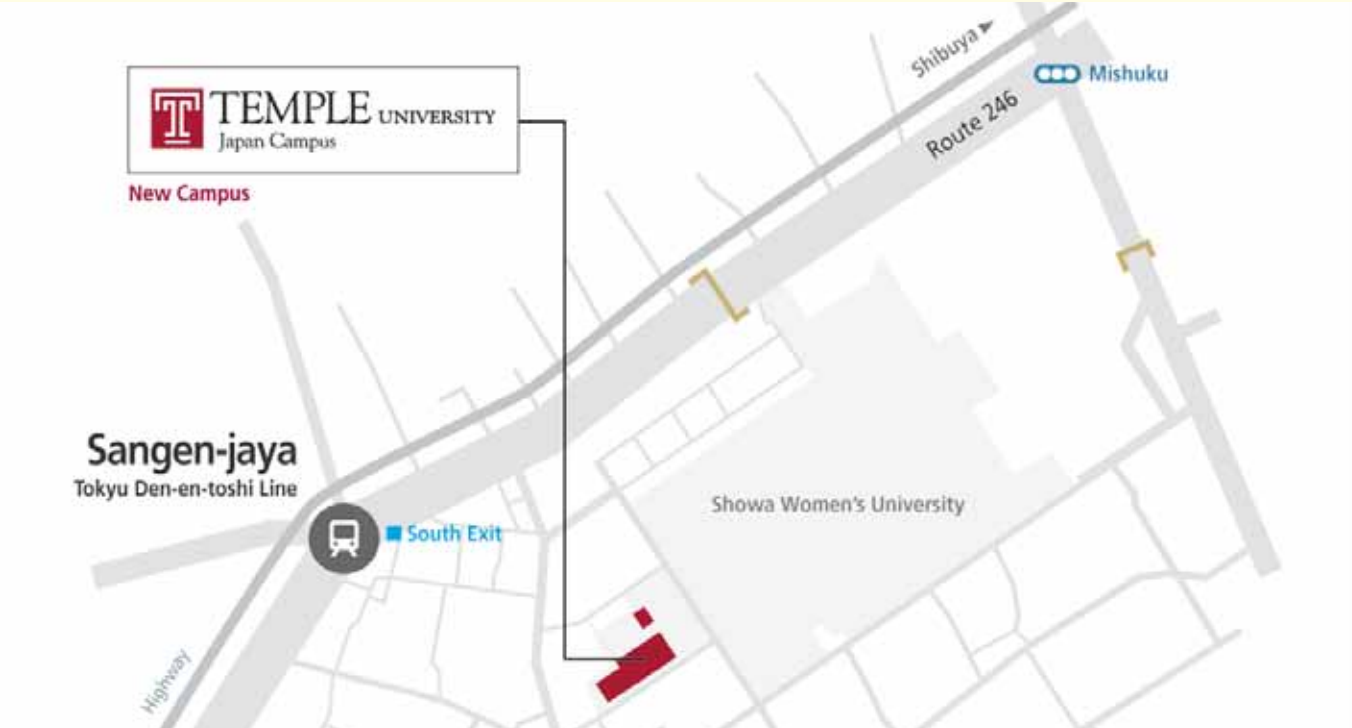 Shibuya
Mishuku
Route 246
TEMPLE UNIVERSITY
Japan Campus
New Campus
Sangen-jaya
Tokyu Den-en-toshi Line
South Exit
Showa Women's University
Highway